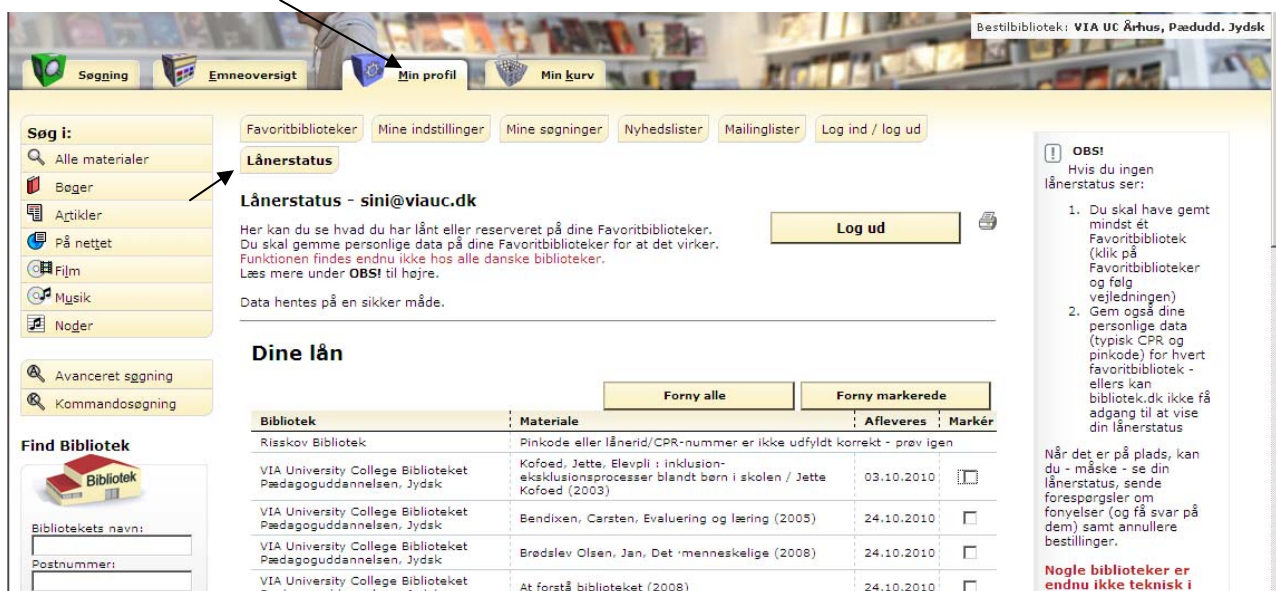 Bestilbibliotek: VIA UC Århus, Pædudd. Jydsk
Søgning
Emneoversigt
Min profil
Min kurv
Søg i:
Alle materialer
Bøger
Artikler
På nettet
Film
Musik
Noder
Avanceret søgning
Kommandosøgning
Find Bibliotek
Bibliotek
Bibliotekets navn:
Postnummer:
Favoritbiblioteker
Mine indstillinger
Mine søgninger
Nyhedslister
Mailinglister
Log ind / log ud
Lånerstatus
Lånerstatus - sini@viauc.dk
Her kan du se hvad du har lånt eller reserveret på dine Favoritbiblioteker.
Du skal gemme personlige data på dine Favoritbiblioteker for at det virker.
Funktionen findes endnu ikke hos alle danske biblioteker.
Læs mere under OBS! til højre.
Data hentes på en sikker måde.
Log ud
Dine lån
Forny alle
Forny markerede
Bibliotek Materiale Afleveres Markér
Risskov Bibliotek Pinkode eller lånerid/CPR-nummer er ikke udfyldt korrekt - prøv igen
VIA University College Biblioteket
Pædagoguddannelsen, Jydsk
Kofoed, Jette, Elevpli : inklusion-
eksklusionsprocesser blandt børn i skolen / Jette
Kofoed (2003)
03.10.2010
VIA University College Biblioteket
Pædagoguddannelsen, Jydsk
Bendixen, Carsten, Evaluering og læring (2005)
24.10.2010
VIA University College Biblioteket
Pædagoguddannelsen, Jydsk
Brødslev Olsen, Jan, Det ·menneskelige (2008)
24.10.2010
VIA University College Biblioteket
At forstå biblioteket (2008)
24.10.2010
OBS!
Hvis du ingen
lånerstatus ser:
1. Du skal have gemt
mindst ét
Favoritbibliotek
(klik på
Favoritbiblioteker
og følg
vejledningen)
2. Gem også dine
personlige data
(typisk CPR og
pinkode) for hvert
favoritbibliotek -
ellers kan
bibliotek.dk ikke få
adgang til at vise
din lånerstatus
Når det er på plads, kan
du - måske - se din
lånerstatus, sende
forespørgsler om
fonyelser (og få svar på
dem) samt annullere
bestillinger.
Nogle biblioteker er
endnu ikke teknisk i